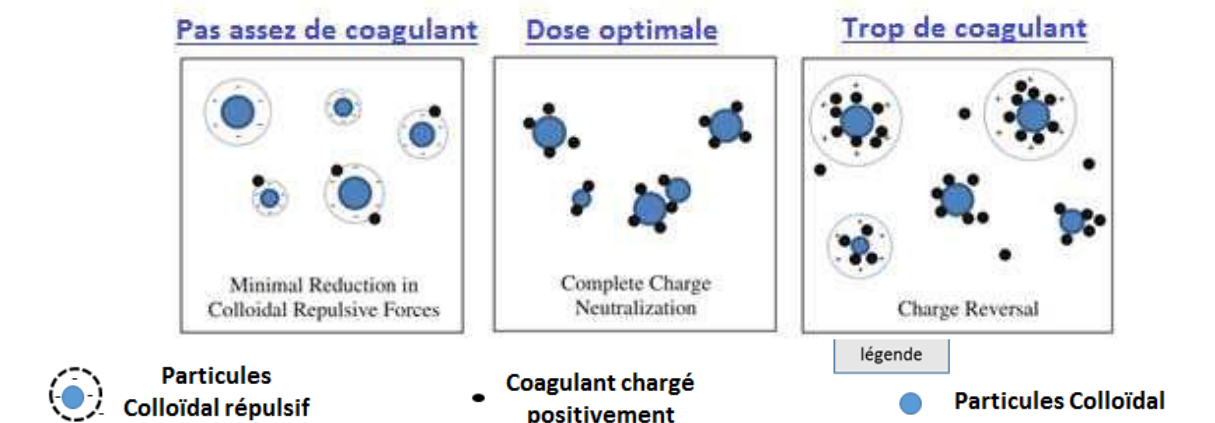 Pas assez de coagulant
Dose optimale
Trop de coagulant
Minimal Reduction in
Colloidal Repulsive Forces
Complete Charge
Neutralization
Charge Reversal
légende
Particules
Colloïdal répulsif
Coagulant chargé
positivement
Particules Colloïdal